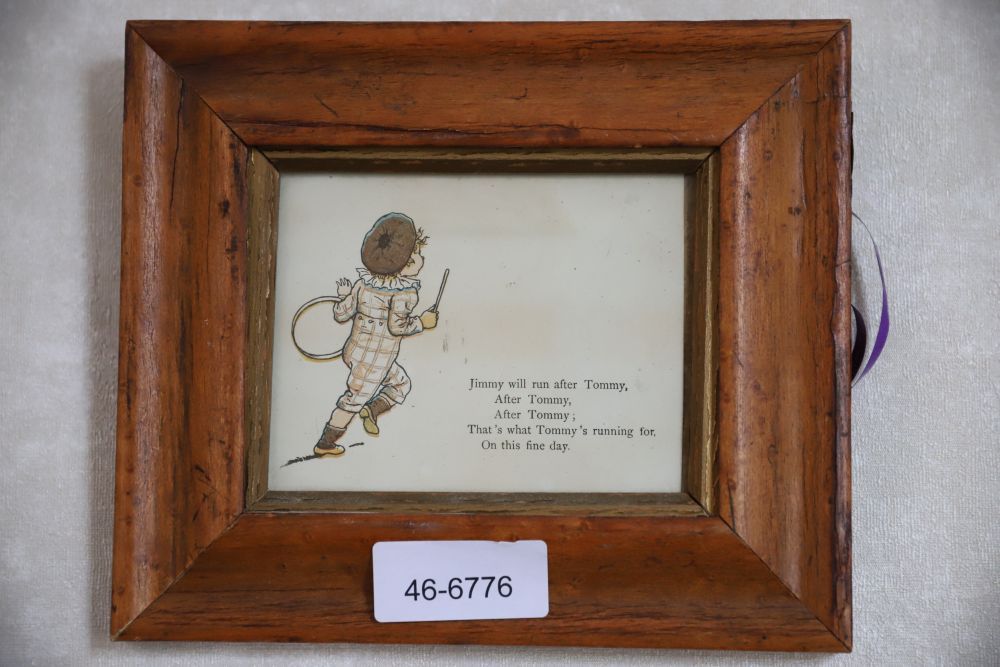 Jimmy will run after Tommy,
After Tommy,
After Tommy;
That's what Tommy's running for,
On this fine day.
46-6776